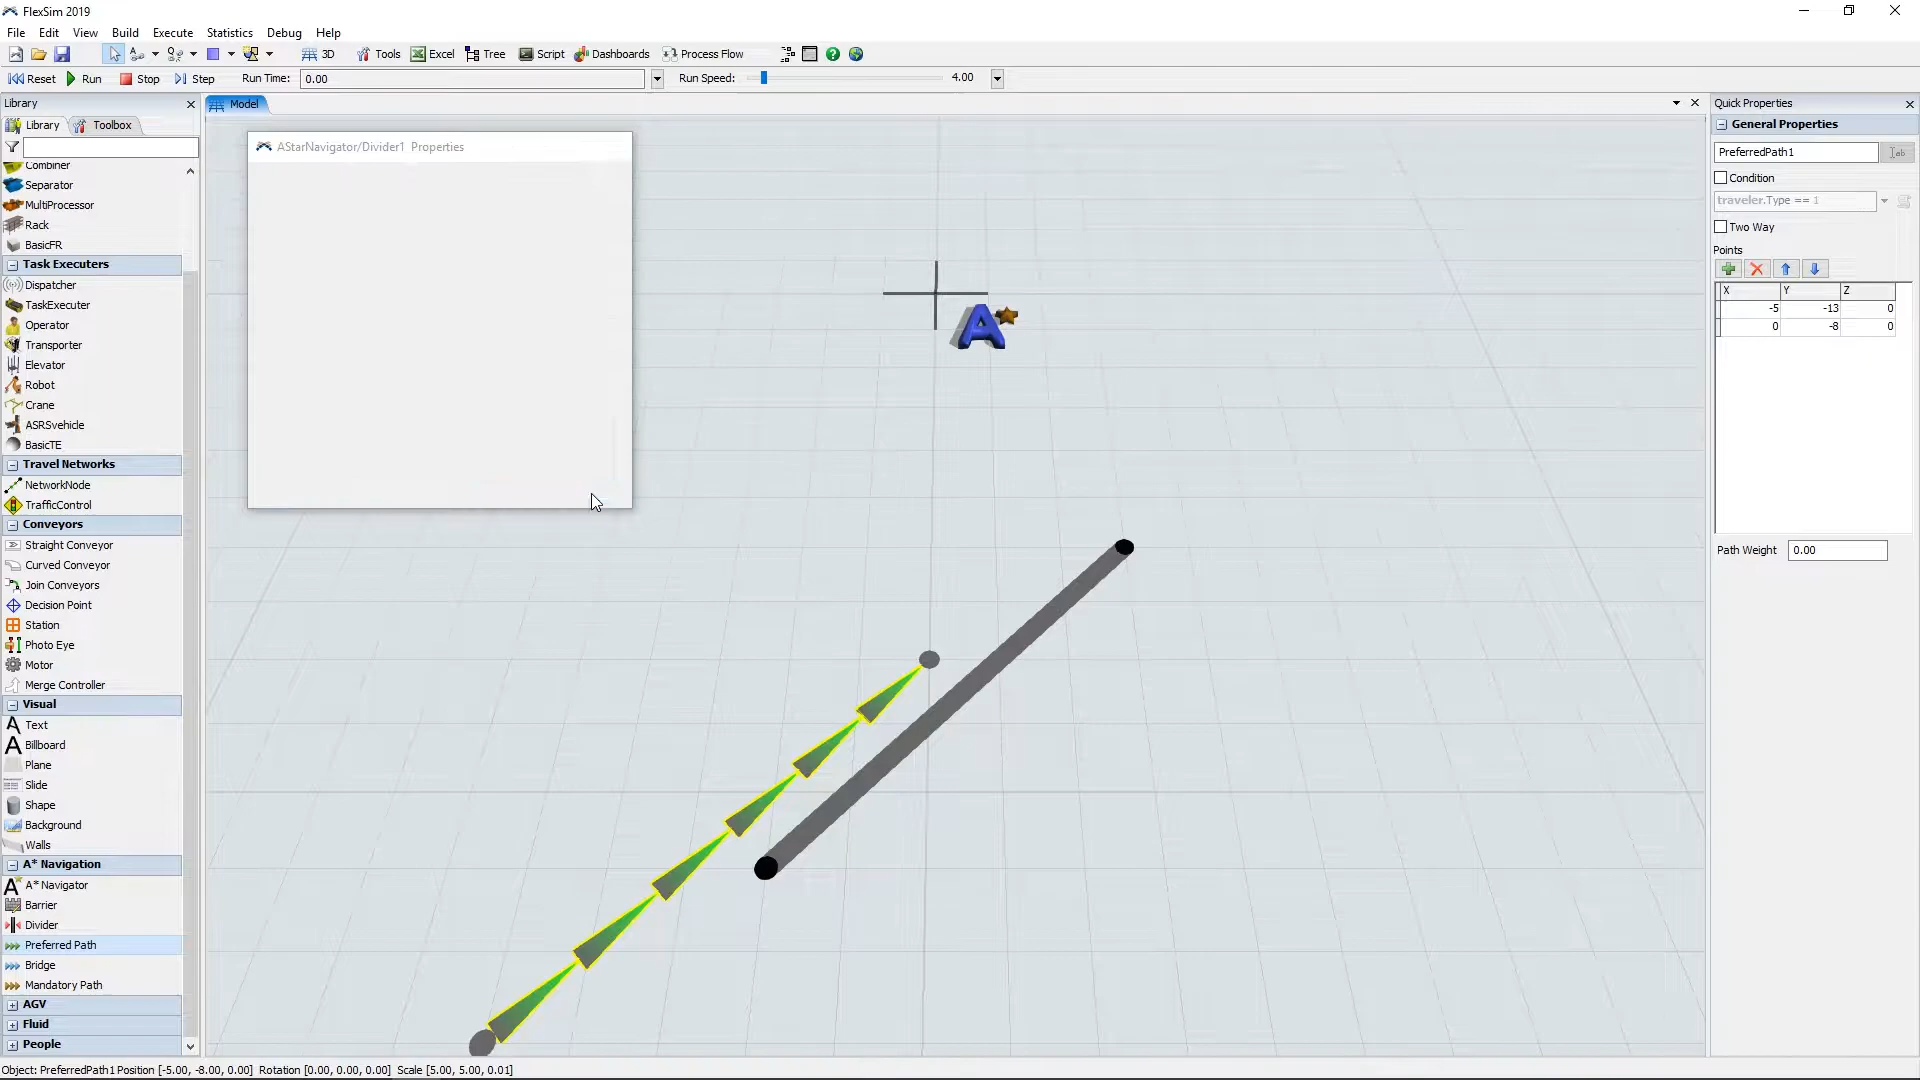 FlexSim 2019
File Edit View Build Execute Statistics Debug Help
3D Tools Excel Tree Script Dashboards Process Flow
Reset Run Stop Step Run Time: 0.00 Run Speed: 4.00
Library
Library Toolbox
Combiner
Separator
MultiProcessor
Rack
BasicFR
Task Executers
Dispatcher
TaskExecuter
Operator
Transporter
Elevator
Robot
Crane
ASRSvehicle
BasicTE
Travel Networks
NetworkNode
TrafficControl
Conveyors
Straight Conveyor
Curved Conveyor
Join Conveyors
Decision Point
Station
Photo Eye
Motor
Merge Controller
Visual
Text
Billboard
Plane
Slide
Shape
Background
Walls
A* Navigation
A* Navigator
Barrier
Divider
Preferred Path
Bridge
Mandatory Path
AGV
Fluid
People
Model
AStarNavigator/Divider1 Properties
A
Quick Properties
General Properties
PreferredPath1
Condition
traveler.Type == 1
Two Way
Points
X Y Z
-5 -13 0
0 -8 0
Path Weight 0.00
Object: PreferredPath1 Position [-5.00, -8.00, 0.00] Rotation [0.00, 0.00, 0.00] Scale [5.00, 5.00, 0.01]